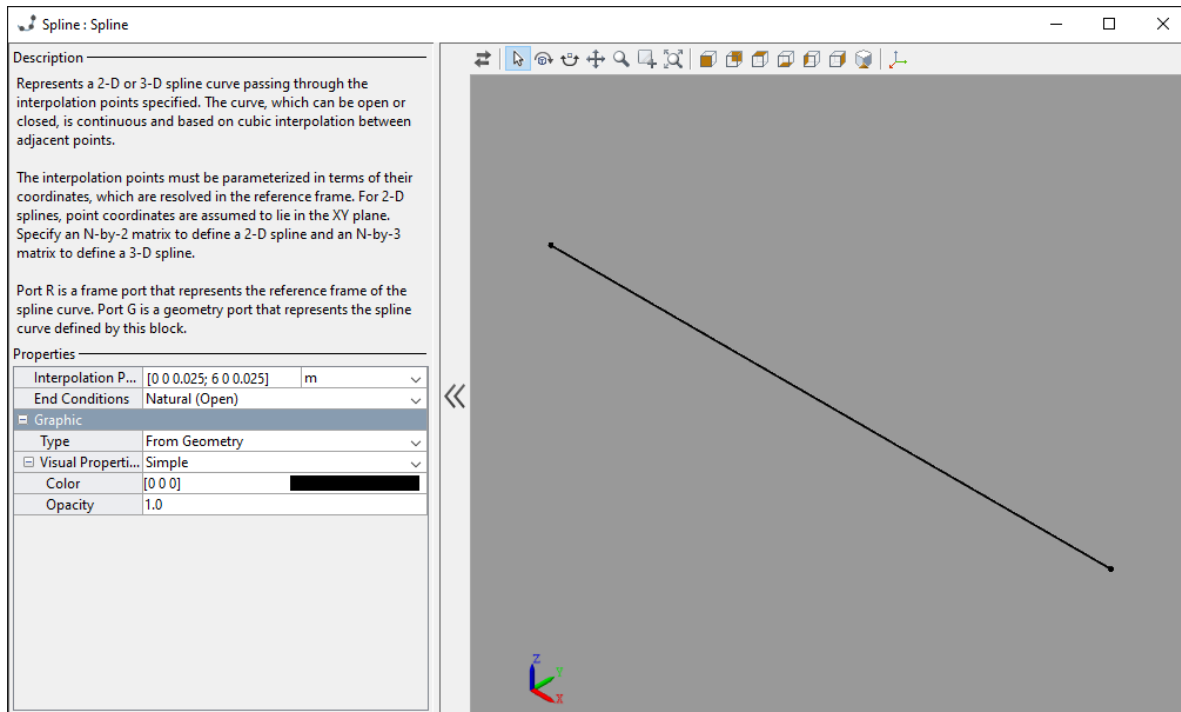 Spline : Spline
Description
Represents a 2-D or 3-D spline curve passing through the
interpolation points specified. The curve, which can be open or
closed, is continuous and based on cubic interpolation between
adjacent points.
The interpolation points must be parameterized in terms of their
coordinates, which are resolved in the reference frame. For 2-D
splines, point coordinates are assumed to lie in the XY plane.
Specify an N-by-2 matrix to define a 2-D spline and an N-by-3
matrix to define a 3-D spline.
Port R is a frame port that represents the reference frame of the
spline curve. Port G is a geometry port that represents the spline
curve defined by this block.
Properties
Interpolation P... [0 0 0.025; 6 0 0.025] m
End Conditions Natural (Open)
Graphic
Type From Geometry
Visual Properti... Simple
Color [0 0 0]
Opacity 1.0
Z
Y
X